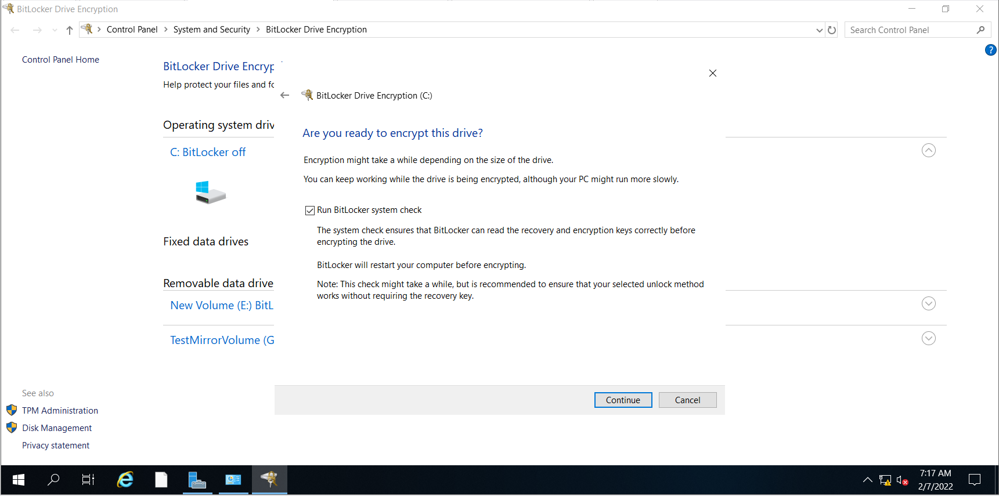 BitLocker Drive Encryption
Control Panel > System and Security > BitLocker Drive Encryption
Search Control Panel
?
Control Panel Home
BitLocker Drive Encryp
Help protect your files and fo
Operating system driv
C: BitLocker off
Fixed data drives
Removable data drive
New Volume (E:) BitL
TestMirrorVolume (G
BitLocker Drive Encryption (C:)
Are you ready to encrypt this drive?
Encryption might take a while depending on the size of the drive.
You can keep working while the drive is being encrypted, although your PC might run more slowly.
Run BitLocker system check
The system check ensures that BitLocker can read the recovery and encryption keys correctly before
encrypting the drive.
BitLocker will restart your computer before encrypting.
Note: This check might take a while, but is recommended to ensure that your selected unlock method
works without requiring the recovery key.
Continue
Cancel
See also
TPM Administration
Disk Management
Privacy statement
7:17 AM
2/7/2022